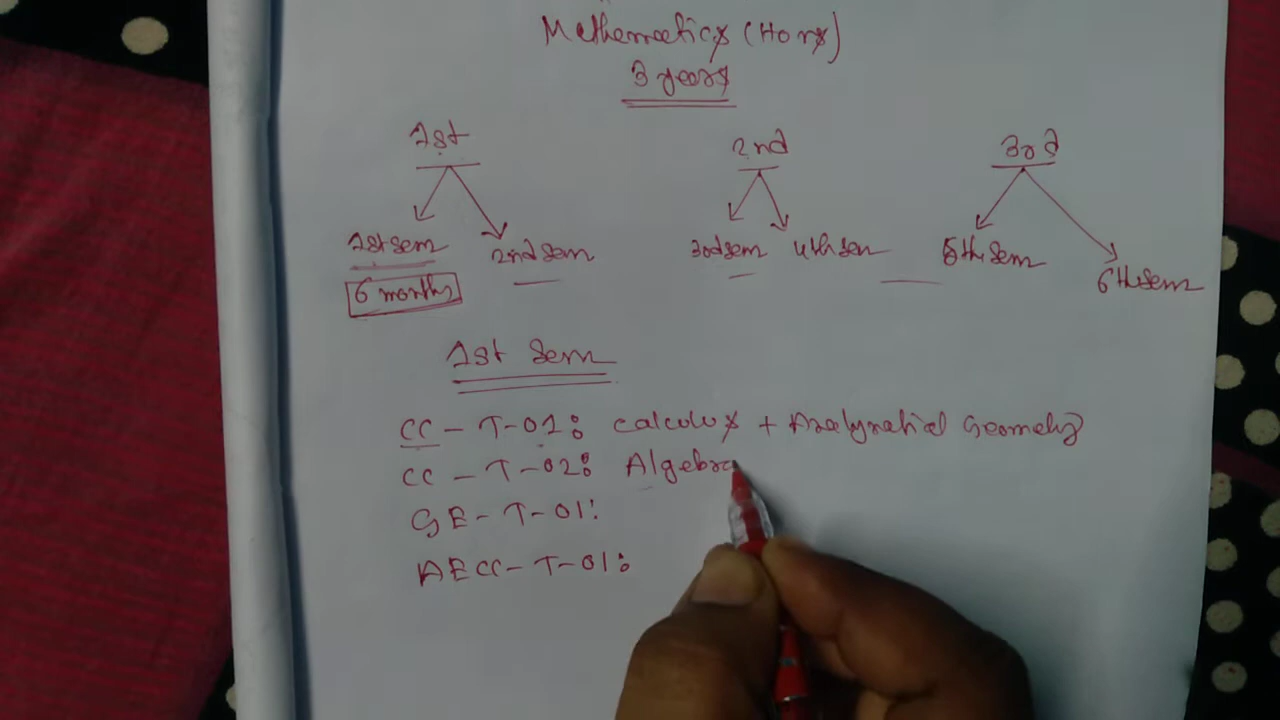 Mathematics (Hons)
3 years
1st 2nd 3rd
1st sem 2nd sem 3rd sem 4th sem 5th sem 6th sem
6 months
1st Sem
CC - T-01: Calculus + Analynatial Geometry
CC - T-02: Algebra
GE - T-01:
AECC - T-01: